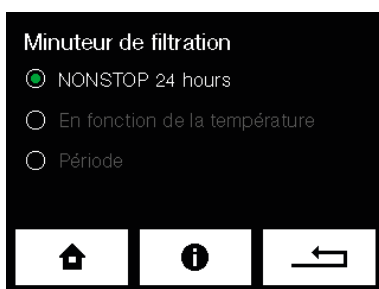 Minuteur de filtration
NONSTOP 24 hours
En fonction de la température
Période